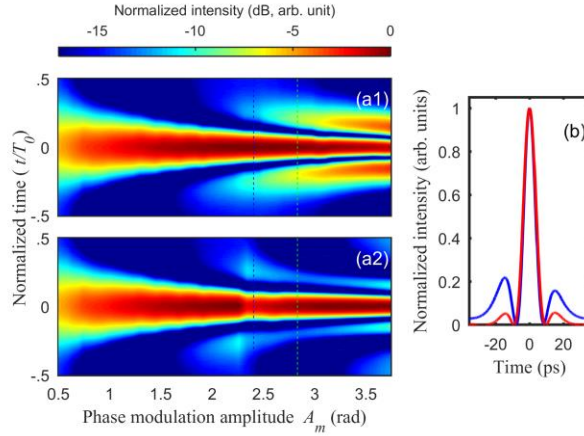 Normalized intensity (dB, arb. unit)
-15 -10 -5 0
(a1)
.5
0
-.5
(a2)
.5
0
-.5
Normalized time ( t/T0)
0.5 1 1.5 2 2.5 3 3.5
Phase modulation amplitude Am (rad)
(b)
1
0.8
0.6
0.4
0.2
0
Normalized intensity (arb. units)
-20 0 20
Time (ps)